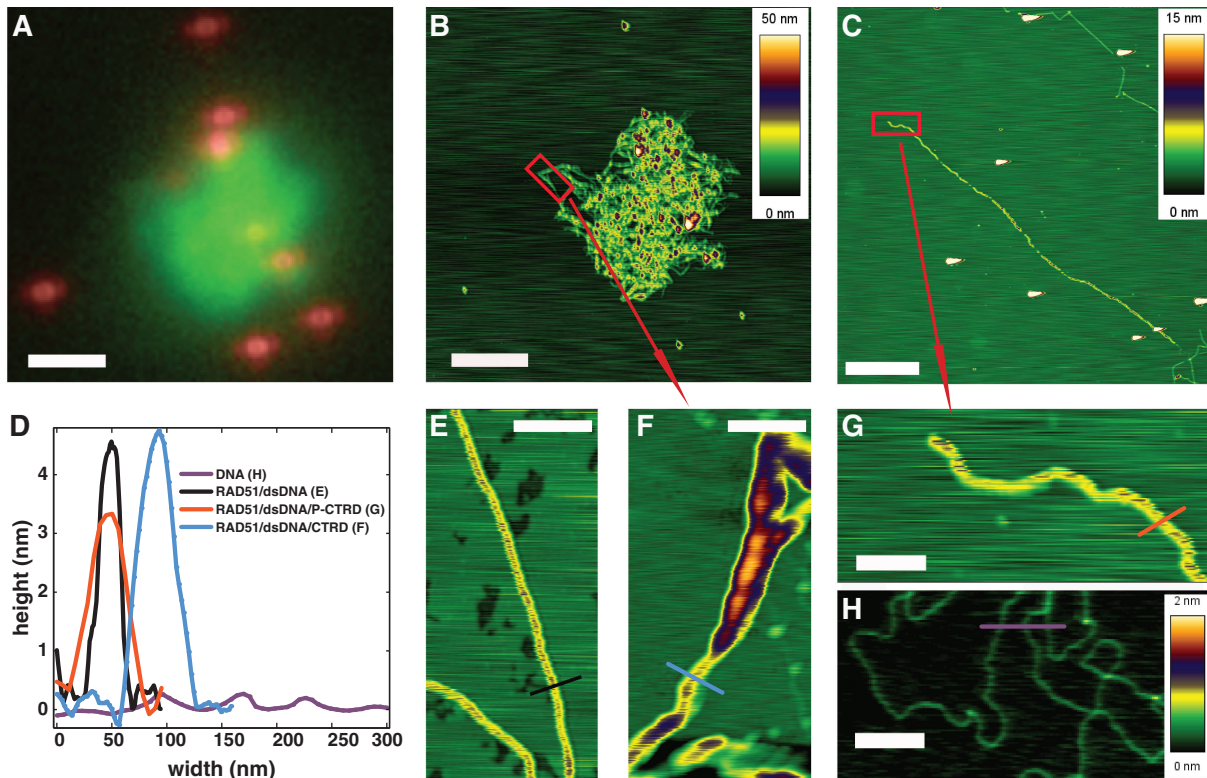 A
B
50 nm
0 nm
C
15 nm
0 nm
D
height (nm)
4
3
2
1
0
DNA (H)
RAD51/dsDNA (E)
RAD51/dsDNA/P-CTRD (G)
RAD51/dsDNA/CTRD (F)
0 50 100 150 200 250 300
width (nm)
E
F
G
H
2 nm
0 nm